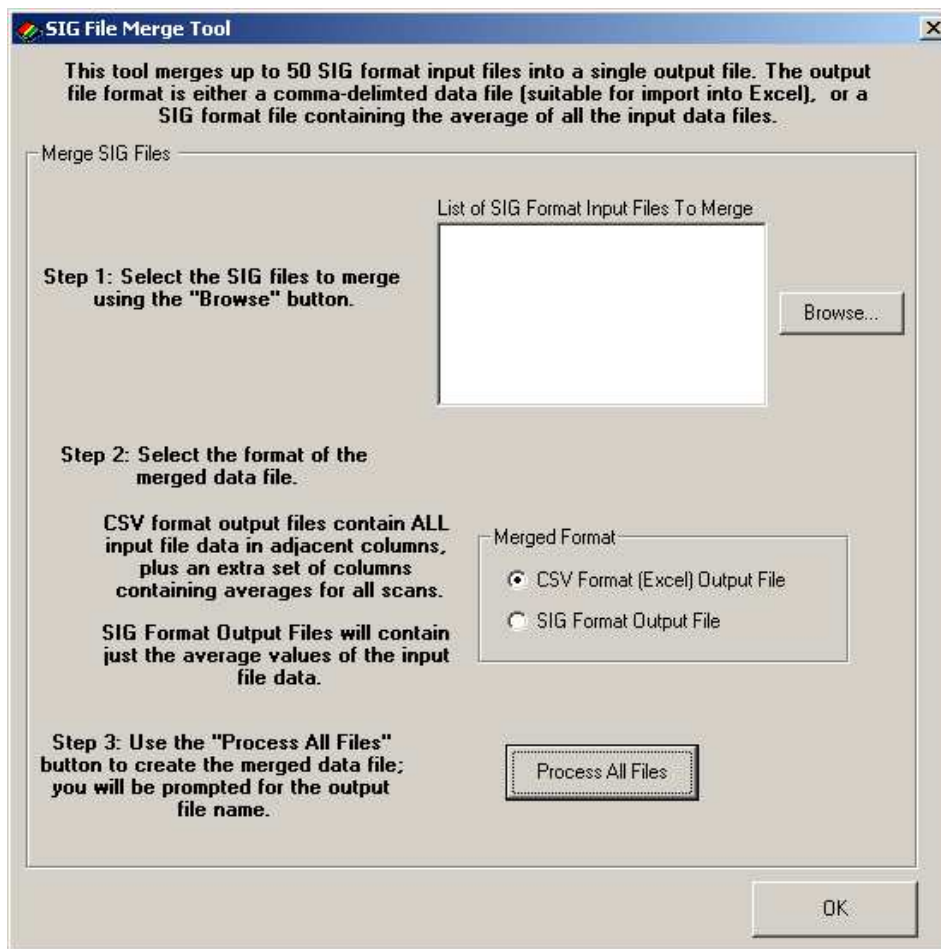 SIG File Merge Tool
This tool merges up to 50 SIG format input files into a single output file. The output
file format is either a comma-delimted data file (suitable for import into Excel), or a
SIG format file containing the average of all the input data files.
Merge SIG Files
List of SIG Format Input Files To Merge
Step 1: Select the SIG files to merge
using the "Browse" button.
Browse...
Step 2: Select the format of the
merged data file.
CSV format output files contain ALL
input file data in adjacent columns,
plus an extra set of columns
containing averages for all scans.
SIG Format Output Files will contain
just the average values of the input
file data.
Merged Format
CSV Format (Excel) Output File
SIG Format Output File
Step 3: Use the "Process All Files"
button to create the merged data file;
you will be prompted for the output
file name.
Process All Files
OK